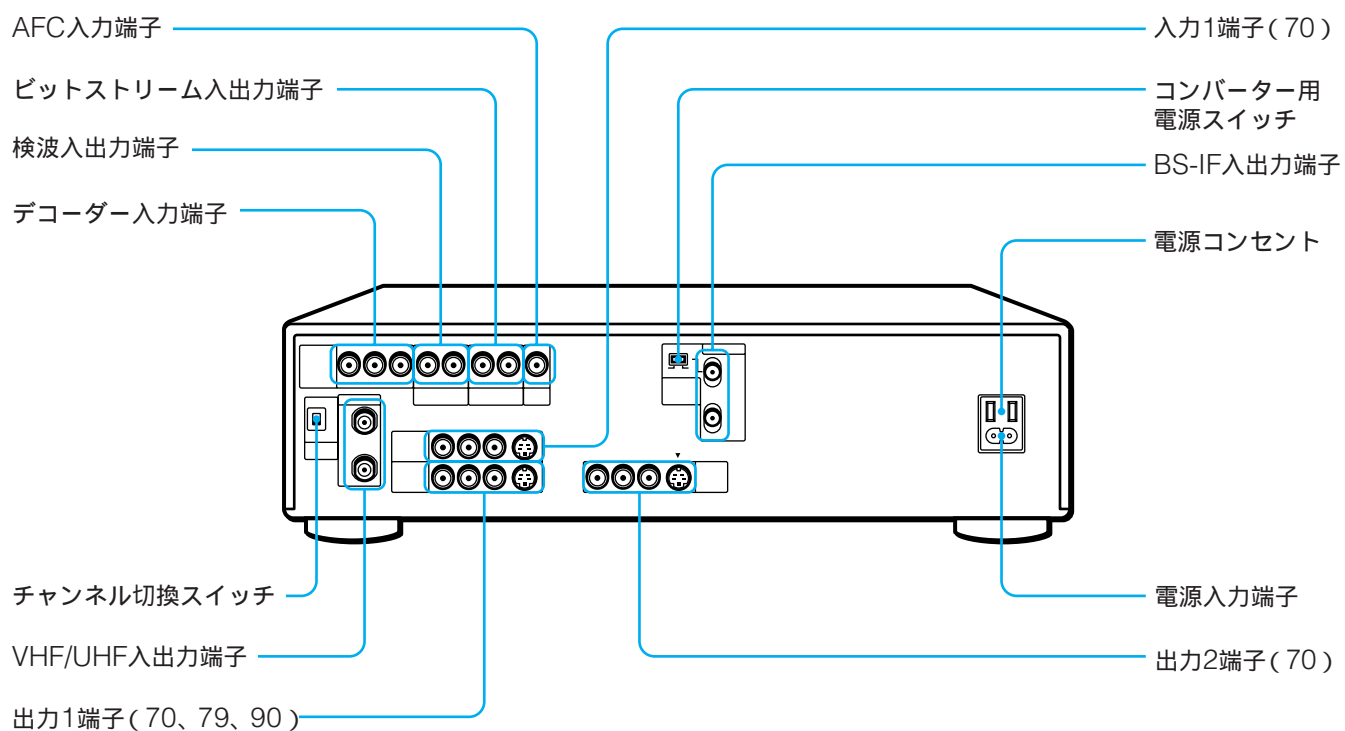 AFC入力端子
ビットストリーム入出力端子
検波入出力端子
デコーダー入力端子
入力1端子(70)
コンバーター用
電源スイッチ
BS-IF入出力端子
電源コンセント
チャンネル切換スイッチ
VHF/UHF入出力端子
出力1端子(70、79、90)
電源入力端子
出力2端子(70)